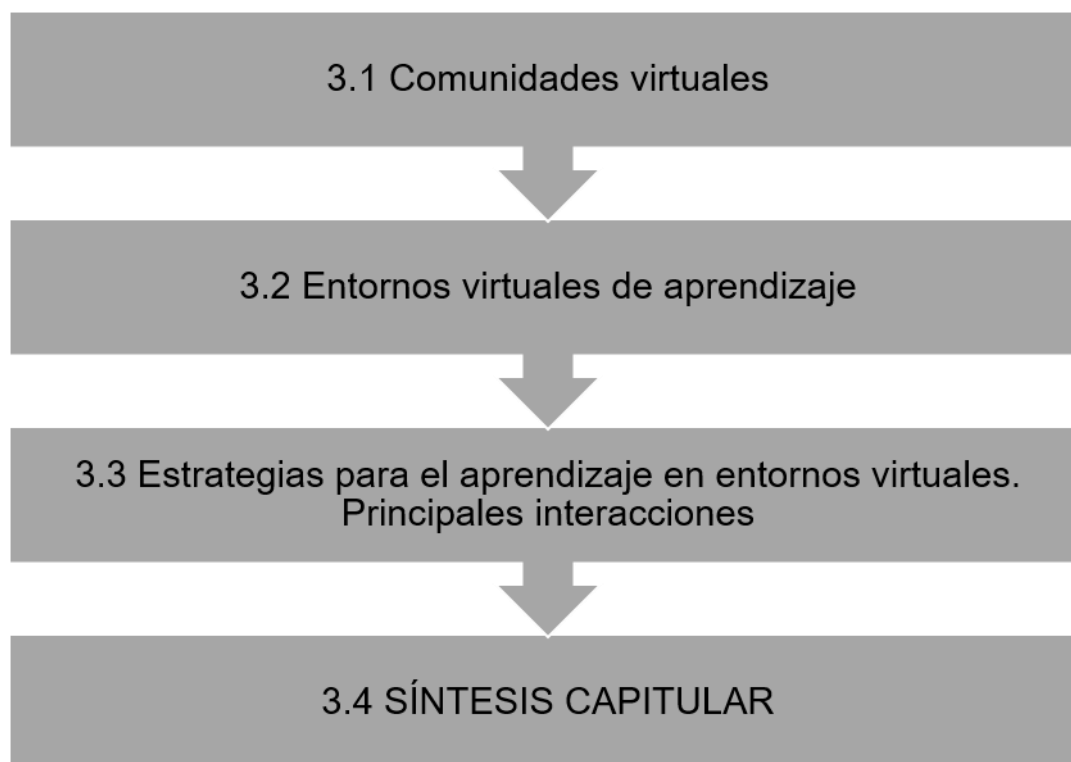 3.1 Comunidades virtuales
3.2 Entornos virtuales de aprendizaje
3.3 Estrategias para el aprendizaje en entornos virtuales.
Principales interacciones
3.4 SÍNTESIS CAPITULAR